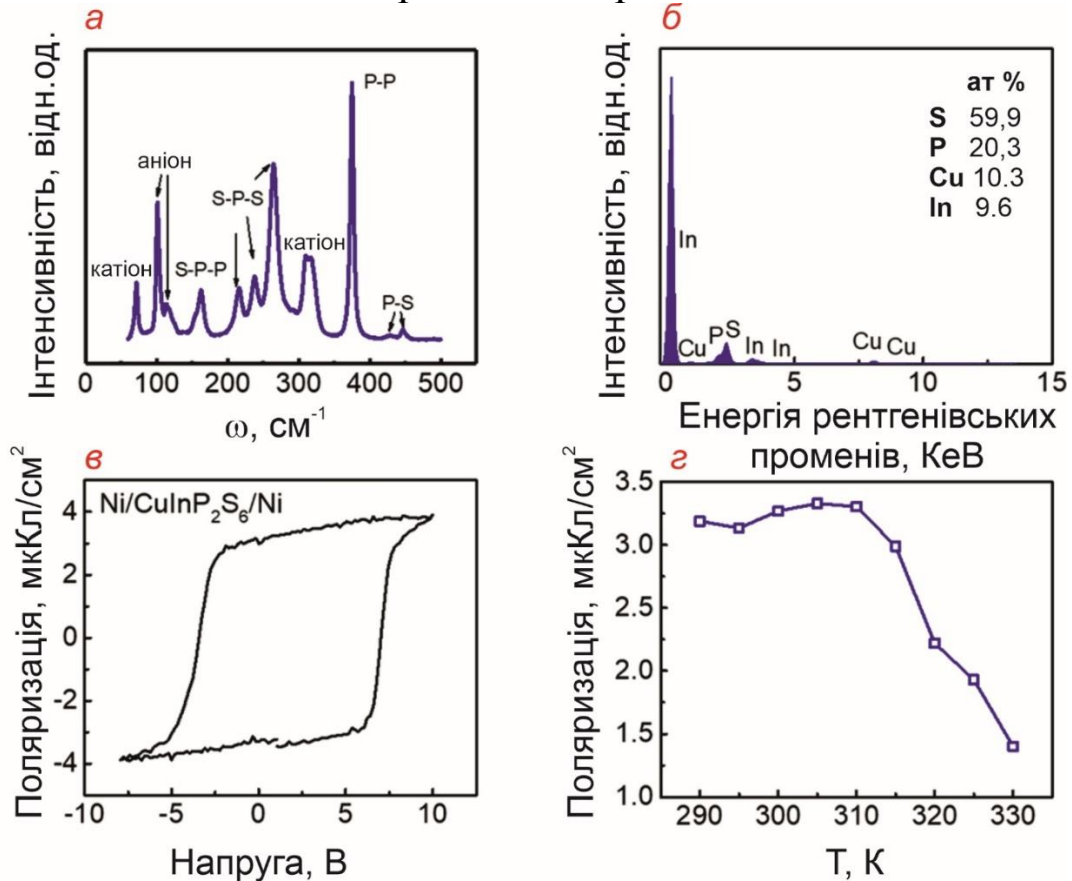 а
Інтенсивність, відн.од.
катіон
аніон
S-P-P
S-P-S
катіон
P-P
P-S
0 100 200 300 400 500
ω, см⁻¹
б
Інтенсивність, відн.од.
ат %
S 59,9
P 20,3
Cu 10.3
In 9.6
In
Cu
P
S
In
In
Cu
Cu
0 5 10 15
Енергія рентгенівських
променів, КеВ
в
Поляризація, мкКл/см²
Ni/CuInP₂S₆/Ni
4
2
0
-2
-4
-10 -5 0 5 10
Напруга, В
г
Поляризація, мкКл/см²
3.5
3.0
2.5
2.0
1.5
1.0
290 300 310 320 330
T, К